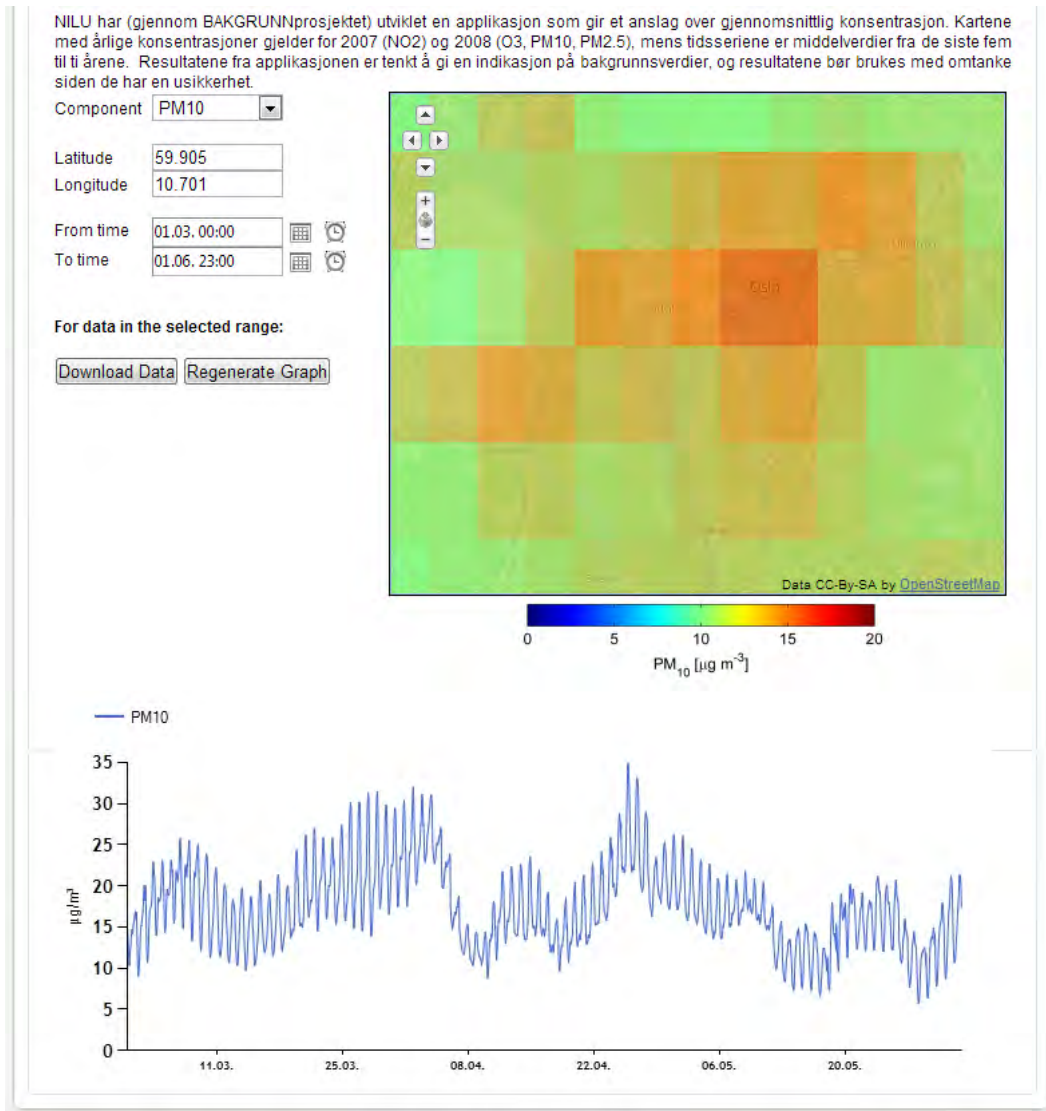 NILU har (gjennom BAKGRUNNprosjektet) utviklet en applikasjon som gir et anslag over gjennomsnittlig konsentrasjon. Kartene
med årlige konsentrasjoner gjelder for 2007 (NO2) og 2008 (O3, PM10, PM2.5), mens tidsseriene er middelverdier fra de siste fem
til ti årene. Resultatene fra applikasjonen er tenkt å gi en indikasjon på bakgrunnsverdier, og resultatene bør brukes med omtanke
siden de har en usikkerhet.
Component PM10
Latitude 59.905
Longitude 10.701
From time 01.03. 00:00
To time 01.06. 23:00
For data in the selected range:
Download Data Regenerate Graph
+
−
Oslo
Data CC-By-SA by OpenStreetMap
0 5 10 15 20
PM10 [µg m-3]
PM10
35
30
25
20
15
10
5
0
µg/m³
11.03. 25.03. 08.04. 22.04. 06.05. 20.05.